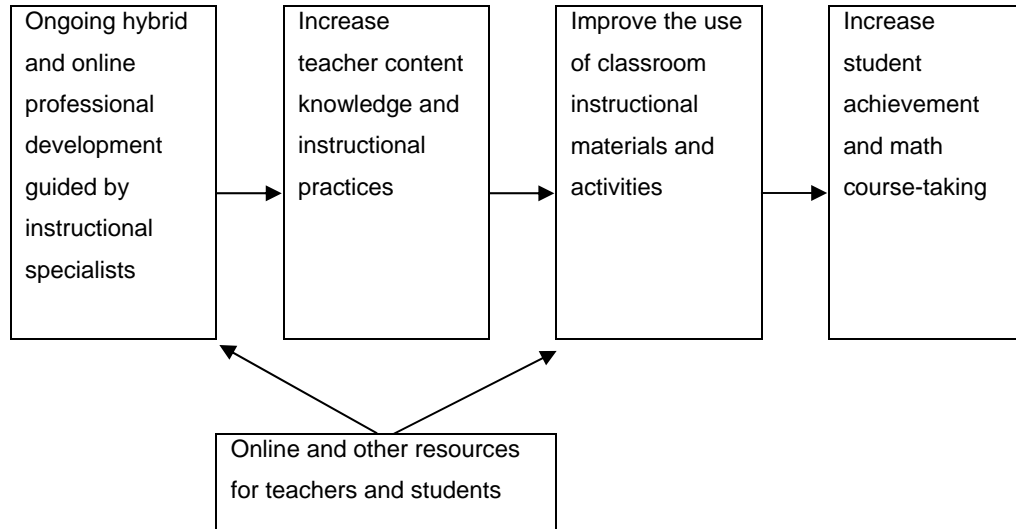 Ongoing hybrid
and online
professional
development
guided by
instructional
specialists
Increase
teacher content
knowledge and
instructional
practices
Improve the use
of classroom
instructional
materials and
activities
Increase
student
achievement
and math
course-taking
Online and other resources
for teachers and students